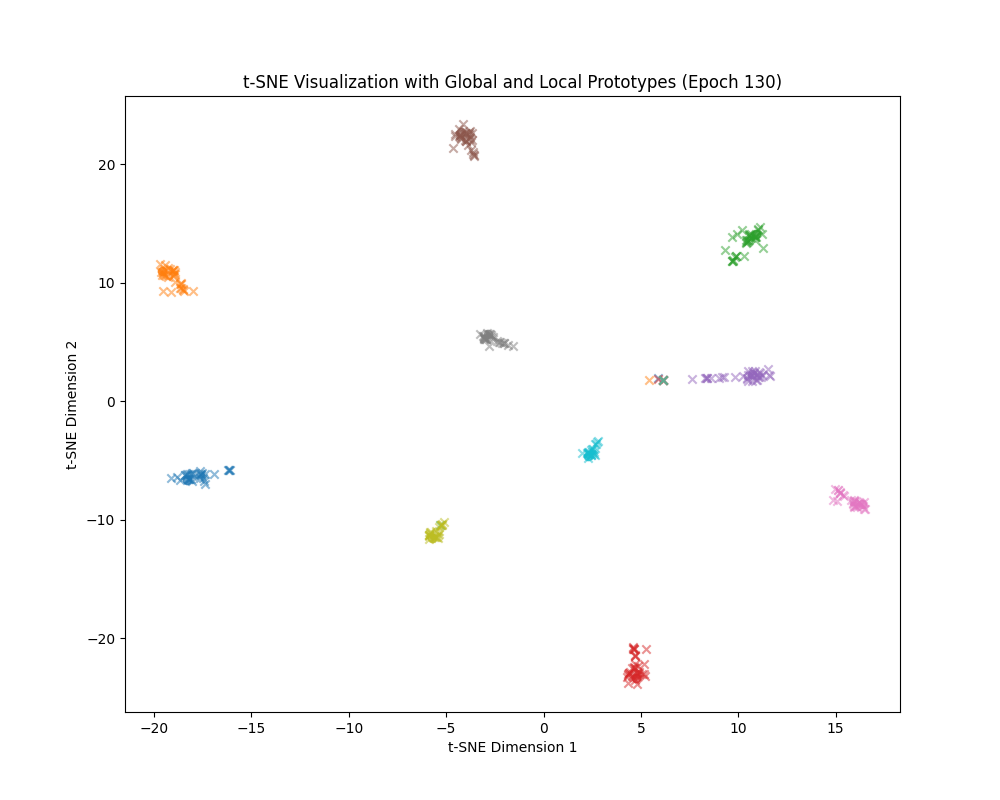 t-SNE Visualization with Global and Local Prototypes (Epoch 130)
20
10
0
−10
−20
t-SNE Dimension 2
−20 −15 −10 −5 0 5 10 15
t-SNE Dimension 1